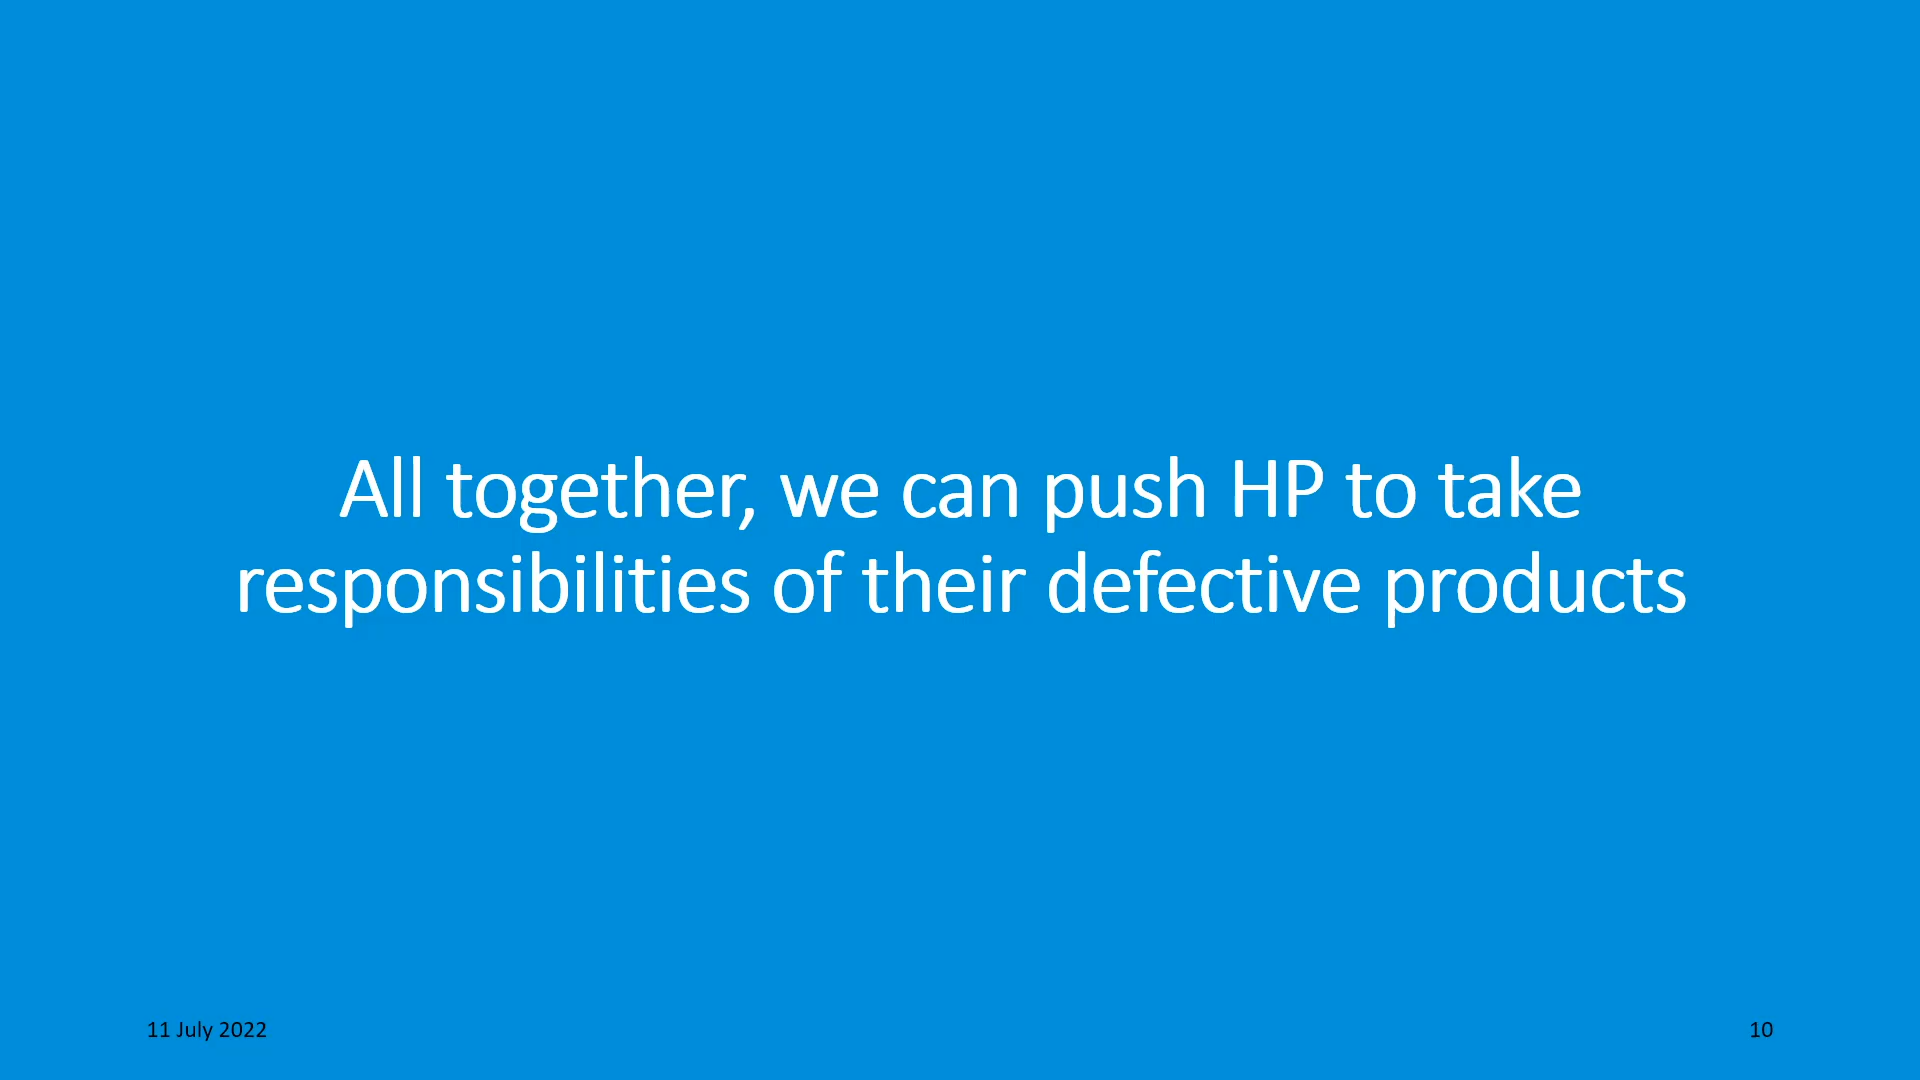 All together, we can push HP to take
responsibilities of their defective products
11 July 2022
10